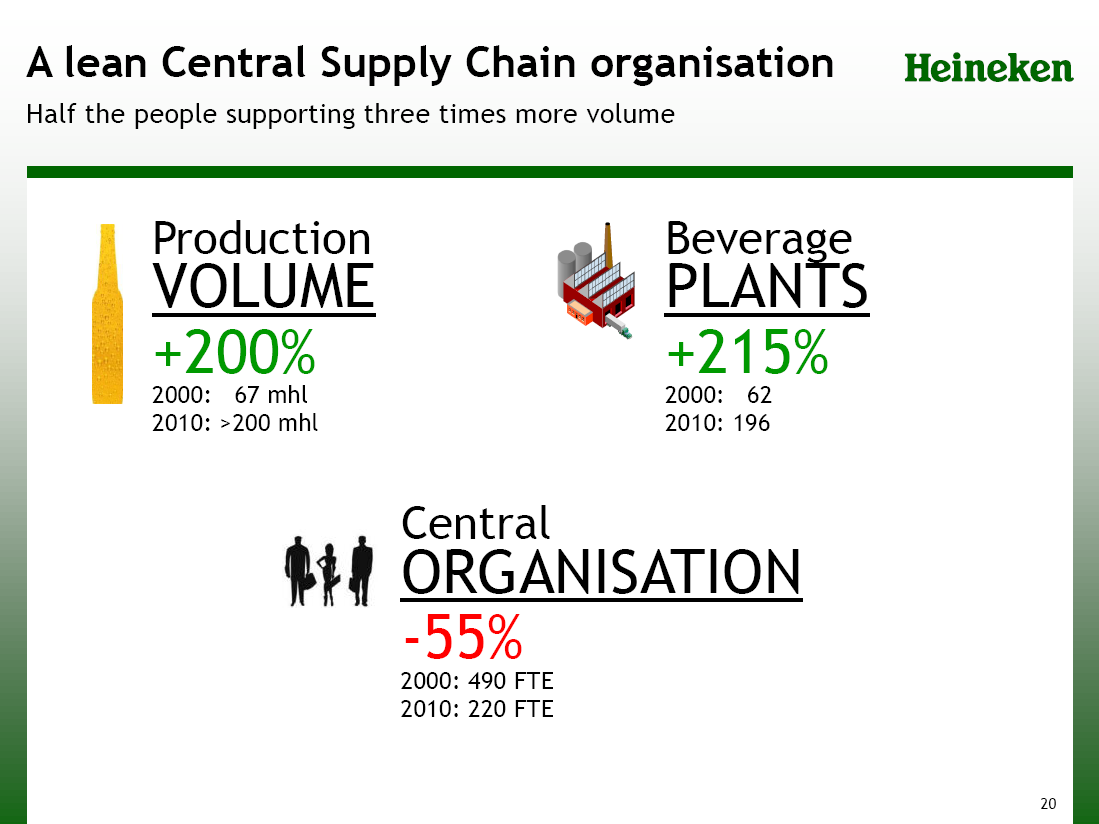 A lean Central Supply Chain organisation
Heineken
Half the people supporting three times more volume
Production
VOLUME
+200%
2000: 67 mhl
2010: >200 mhl
Beverage
PLANTS
+215%
2000: 62
2010: 196
Central
ORGANISATION
-55%
2000: 490 FTE
2010: 220 FTE
20